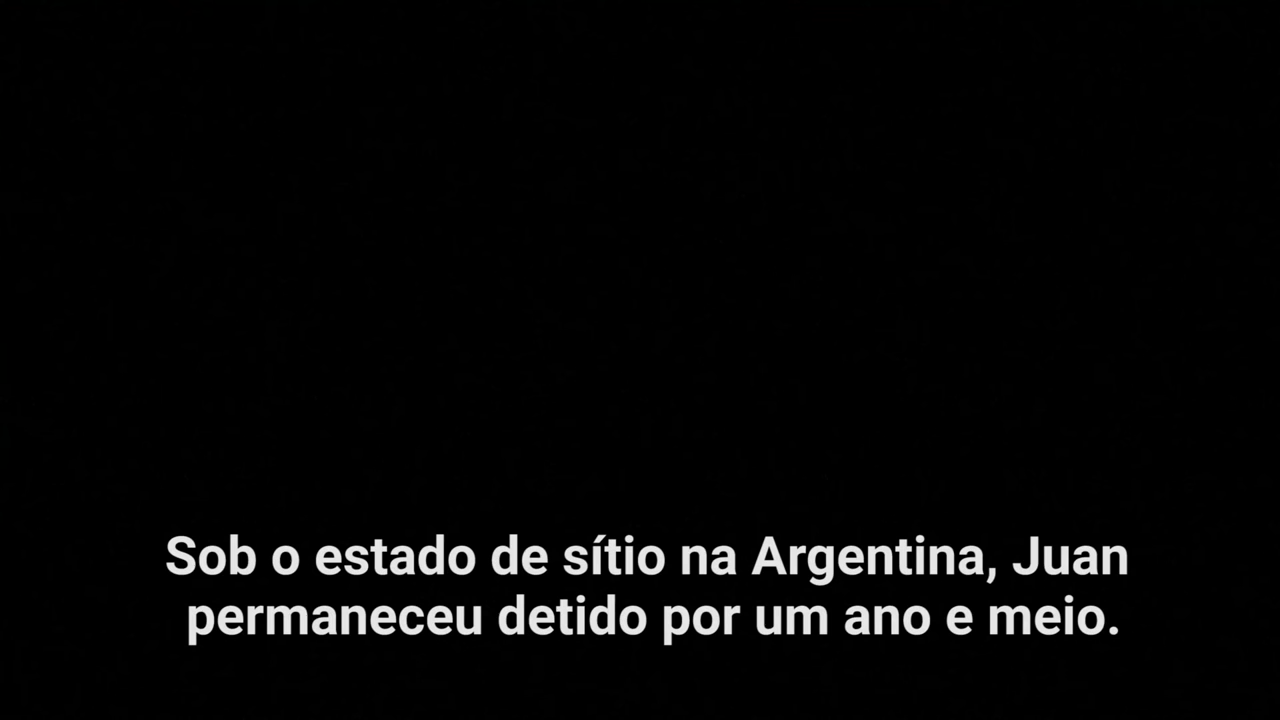 Sob o estado de sítio na Argentina, Juan
permaneceu detido por um ano e meio.